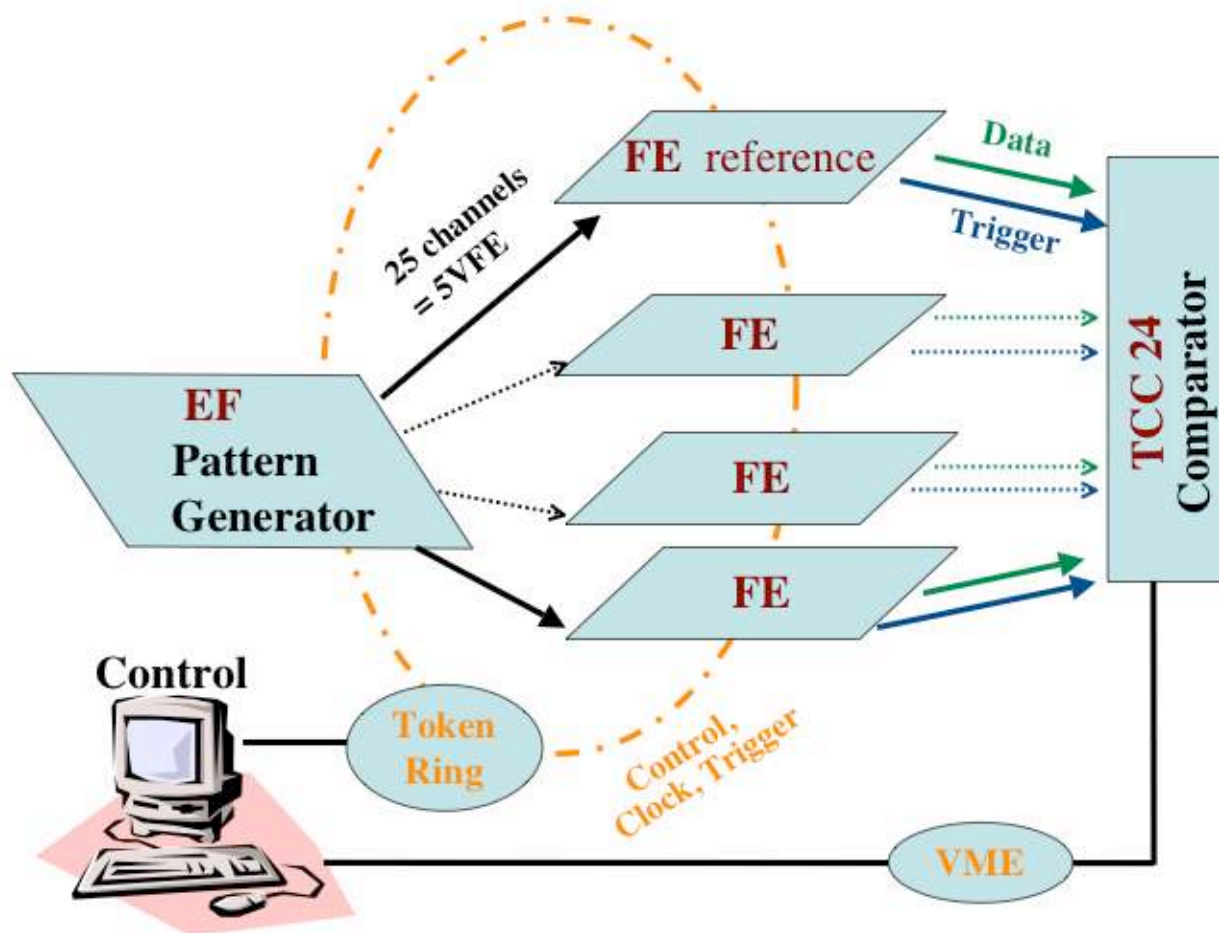 FE reference
Data
Trigger
25 channels
= 5VFE
FE
EF
Pattern
Generator
FE
FE
TCC 24
Comparator
Control
Token
Ring
Control,
Clock, Trigger
VME